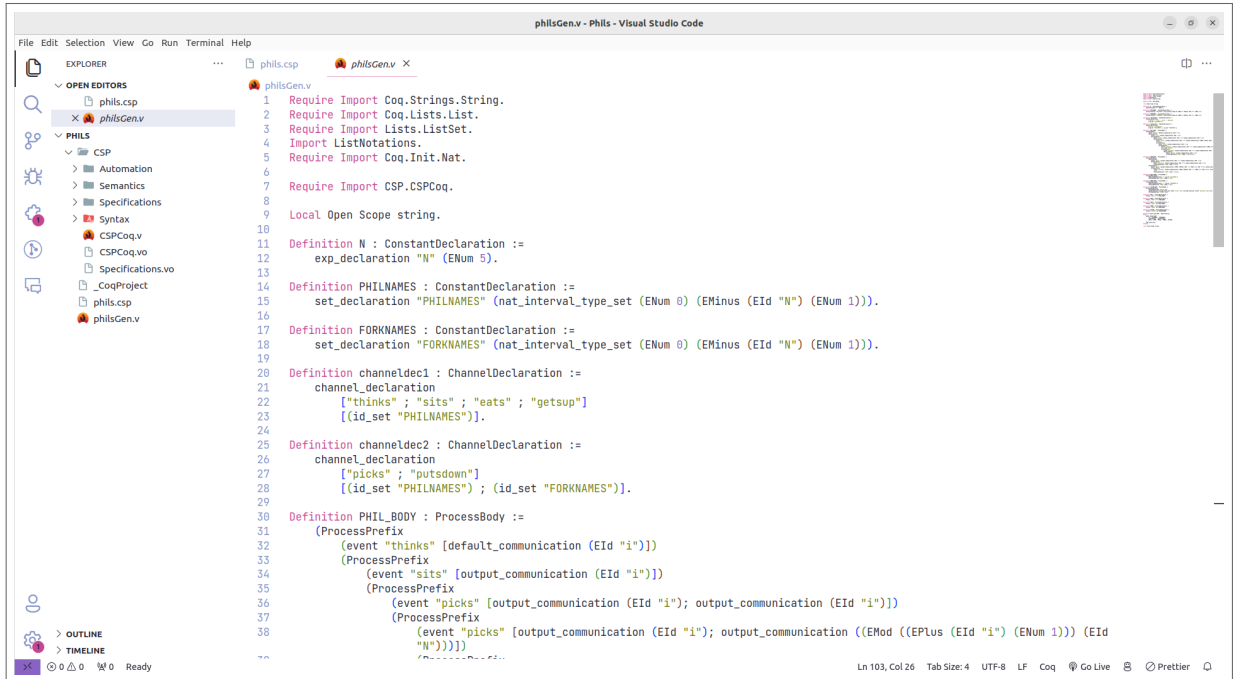 philsGen.v - Phils - Visual Studio Code
File Edit Selection View Go Run Terminal Help
EXPLORER
OPEN EDITORS
phils.csp
philsGen.v
PHILS
CSP
Automation
Semantics
Specifications
Syntax
CSPCoq.v
CSPCoq.vo
Specifications.vo
_CoqProject
phils.csp
philsGen.v
OUTLINE
TIMELINE
1
1
phils.csp philsGen.v
philsGen.v
1 Require Import Coq.Strings.String.
2 Require Import Coq.Lists.List.
3 Require Import Lists.ListSet.
4 Import ListNotations.
5 Require Import Coq.Init.Nat.
6
7 Require Import CSP.CSPCoq.
8
9 Local Open Scope string.
10
11 Definition N : ConstantDeclaration :=
12 exp_declaration "N" (ENum 5).
13
14 Definition PHILNAMES : ConstantDeclaration :=
15 set_declaration "PHILNAMES" (nat_interval_type_set (ENum 0) (EMinus (EId "N") (ENum 1))).
16
17 Definition FORKNAMES : ConstantDeclaration :=
18 set_declaration "FORKNAMES" (nat_interval_type_set (ENum 0) (EMinus (EId "N") (ENum 1))).
19
20 Definition channeldec1 : ChannelDeclaration :=
21 channel_declaration
22 ["thinks" ; "sits" ; "eats" ; "getsup"]
23 [(id_set "PHILNAMES")].
24
25 Definition channeldec2 : ChannelDeclaration :=
26 channel_declaration
27 ["picks" ; "putsdown"]
28 [(id_set "PHILNAMES") ; (id_set "FORKNAMES")].
29
30 Definition PHIL_BODY : ProcessBody :=
31 (ProcessPrefix
32 (event "thinks" [default_communication (EId "i")])
33 (ProcessPrefix
34 (event "sits" [output_communication (EId "i")])
35 (ProcessPrefix
36 (event "picks" [output_communication (EId "i"); output_communication (EId "i")])
37 (ProcessPrefix
38 (event "picks" [output_communication (EId "i"); output_communication ((EMod ((EPlus (EId "i") (ENum 1))) (EId
"N")))])
0 0 0 Ready
Ln 103, Col 26 Tab Size: 4 UTF-8 LF Coq Go Live Prettier